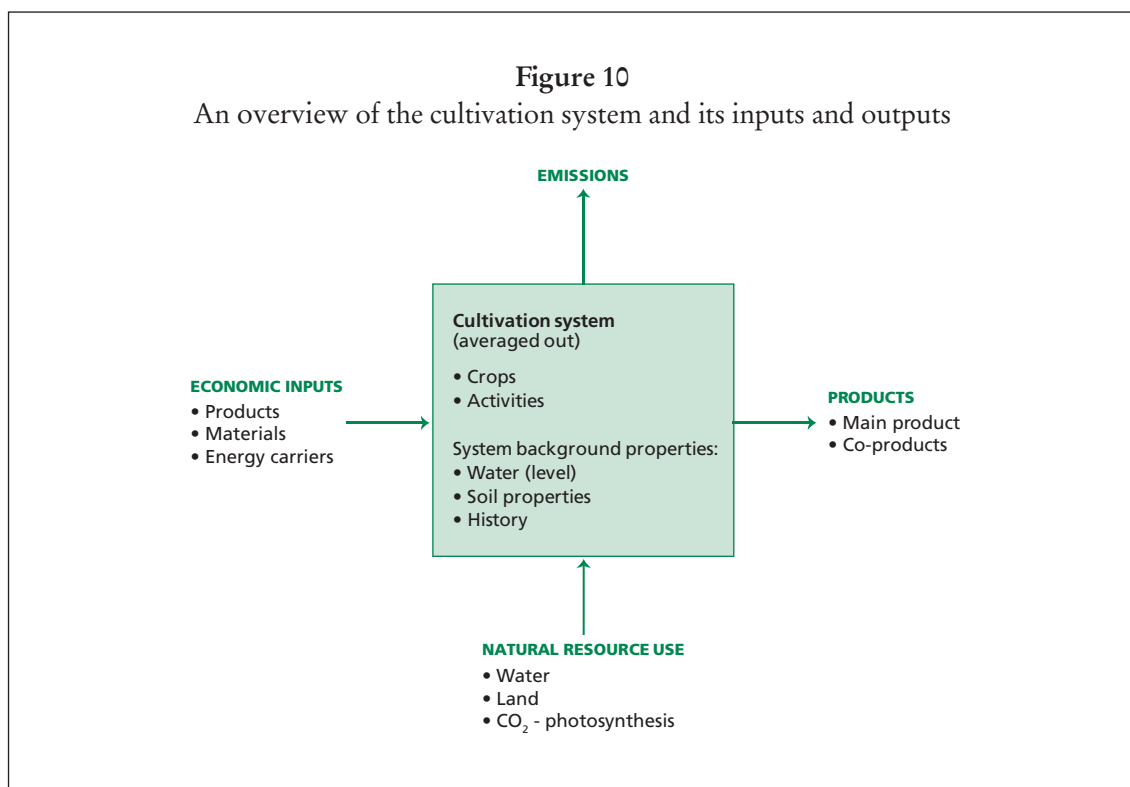 Figure 10
An overview of the cultivation system and its inputs and outputs
EMISSIONS
ECONOMIC INPUTS
• Products
• Materials
• Energy carriers
Cultivation system
(averaged out)
• Crops
• Activities
System background properties:
• Water (level)
• Soil properties
• History
PRODUCTS
• Main product
• Co-products
NATURAL RESOURCE USE
• Water
• Land
• CO₂ - photosynthesis